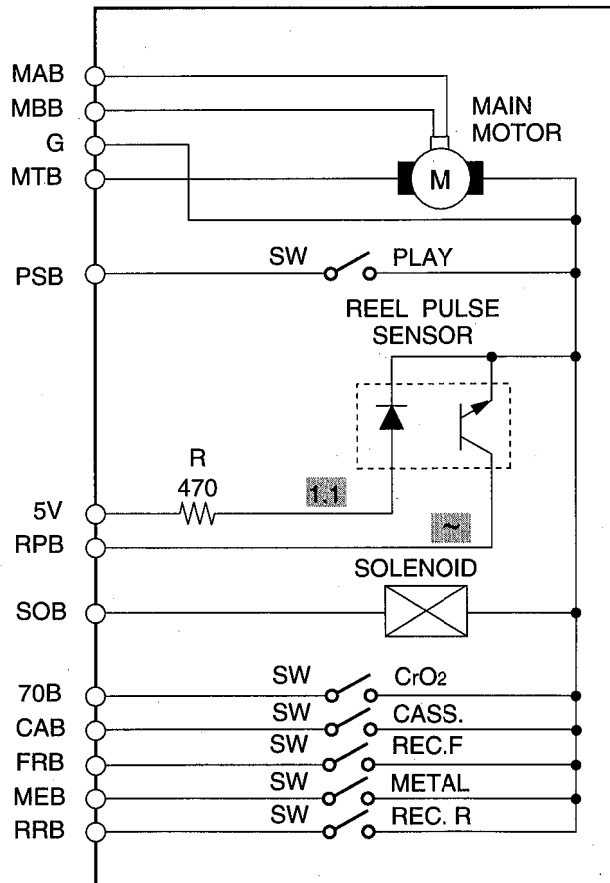 MAB
MBB
MAIN
MOTOR
G
MTB
M
PSB
SW
PLAY
REEL PULSE
SENSOR
R
470
1.1
5V
~
RPB
SOLENOID
SOB
70B
SW
CrO₂
CAB
SW
CASS.
FRB
SW
REC.F
MEB
SW
METAL
RRB
SW
REC. R